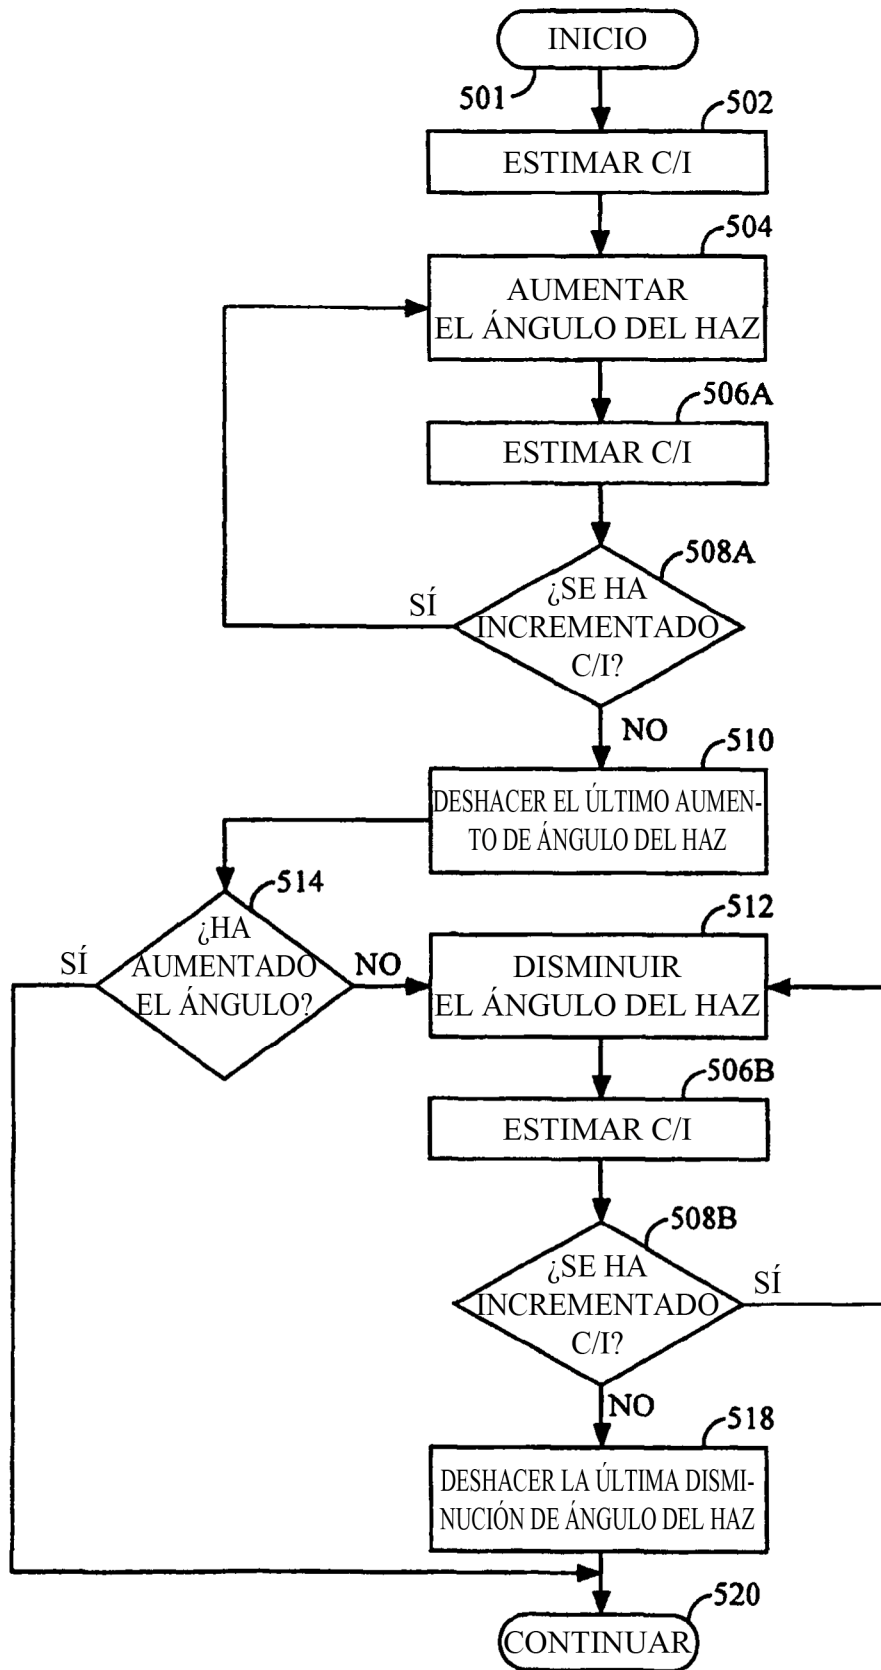 INICIO
501
502
ESTIMAR C/I
504
AUMENTAR
EL ÁNGULO DEL HAZ
506A
ESTIMAR C/I
508A
¿SE HA
INCREMENTADO
C/I?
SÍ
NO
510
DESHACER EL ÚLTIMO AUMEN-
TO DE ÁNGULO DEL HAZ
514
¿HA
AUMENTADO
EL ÁNGULO?
SÍ
NO
512
DISMINUIR
EL ÁNGULO DEL HAZ
506B
ESTIMAR C/I
508B
¿SE HA
INCREMENTADO
C/I?
SÍ
NO
518
DESHACER LA ÚLTIMA DISMI-
NUCIÓN DE ÁNGULO DEL HAZ
520
CONTINUAR